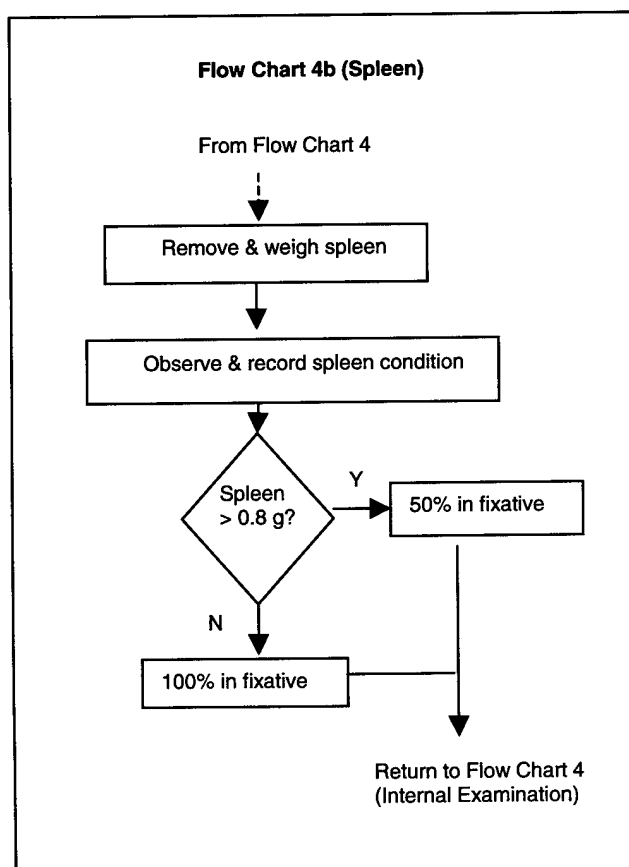 Flow Chart 4b (Spleen)
From Flow Chart 4
Remove & weigh spleen
Observe & record spleen condition
Spleen
> 0.8 g?
Y
50% in fixative
N
100% in fixative
Return to Flow Chart 4
(Internal Examination)